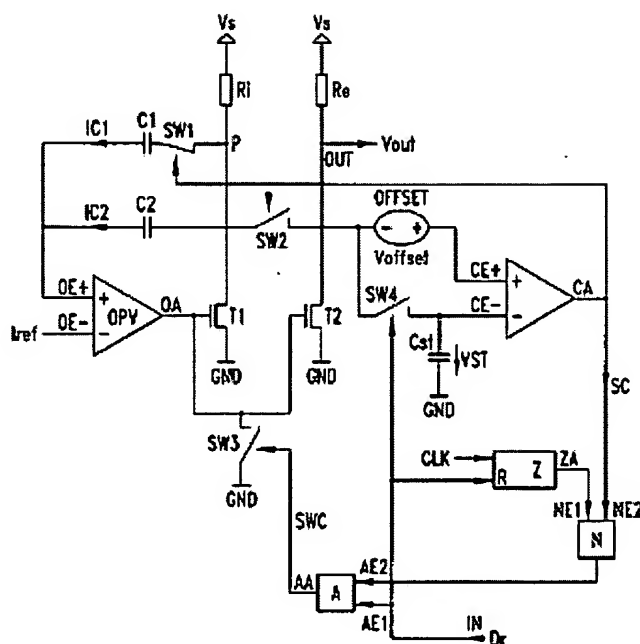 Vs Vs
Ri Re
IC1 C1 SW1 P OUT Vout
IC2 C2 SW2 OFFSET
- +
Voffset
OE+ OE- + - OPV OA T1 T2 SW4 CE+ CE- + - CA
Iref
GND GND Cst VST
GND
SC
SW3
GND
CLK R Z ZA
NE1 NE2
SWC
N
AA A AE2
AE1 IN